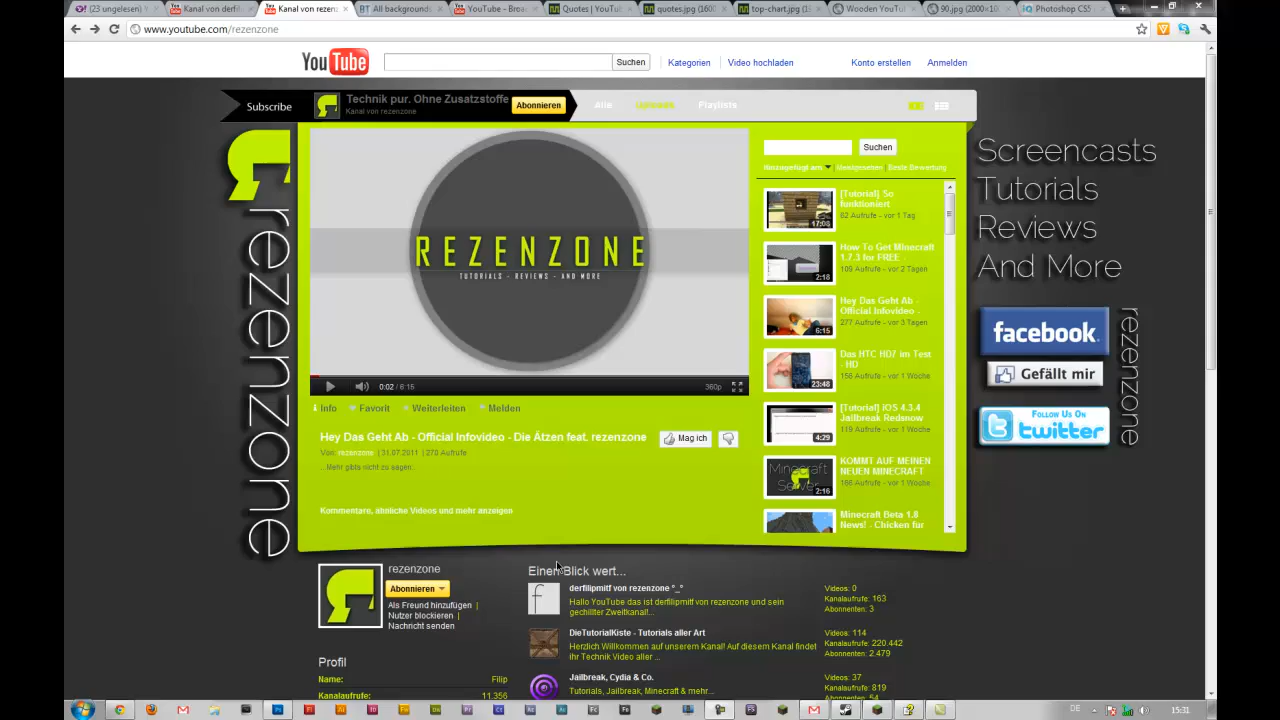 (23 ungelesen)
Kanal von derfil
Kanal von rezen
All background
YouTube - Broa
Quotes | YouTu
quotes.jpg (1600
top-chart.jpg (1
Wooden YouTu
90.jpg (2000×10
Photoshop CS5
www.youtube.com/rezenzone
YouTube
Suchen
Kategorien
Video hochladen
Konto erstellen
Anmelden
Subscribe
Technik pur. Ohne Zusatzstoffe
Kanal von rezenzone
Abonnieren
Alle
Uploads
Playlists
REZENZONE
TUTORIALS - REVIEWS - AND MORE
0:02 / 6:15
360p
Info
Favorit
Weiterleiten
Melden
Hey Das Geht Ab - Official Infovideo - Die Ätzen feat. rezenzone
Mag ich
Von: rezenzone | 31.07.2011 | 270 Aufrufe
...Mehr gibts nicht zu sagen..
Kommentare, ähnliche Videos und mehr anzeigen
Suchen
Hinzugefügt am
Meistgesehen
Beste Bewertung
[Tutorial] So
funktioniert
62 Aufrufe - vor 1 Tag
17:08
How To Get Minecraft
1.7.3 for FREE -
109 Aufrufe - vor 2 Tagen
2:18
Hey Das Geht Ab -
Official Infovideo -
277 Aufrufe - vor 3 Tagen
6:15
Das HTC HD7 im Test
- HD
156 Aufrufe - vor 1 Woche
23:48
[Tutorial] iOS 4.3.4
Jailbreak Redsnow
119 Aufrufe - vor 1 Woche
4:29
KOMMT AUF MEINEN
NEUEN MINECRAFT
166 Aufrufe - vor 1 Woche
Minecraft
Server
2:16
Minecraft Beta 1.8
News! - Chicken für
rezenzone
Screencasts
Tutorials
Reviews
And More
facebook
Gefällt mir
FOLLOW US ON
twitter
rezenzone
rezenzone
Abonnieren
Als Freund hinzufügen |
Nutzer blockieren |
Nachricht senden
Profil
Name: Filip
Kanalaufrufe: 11.356
Einen Blick wert...
derfilipmitf von rezenzone °_°
Hallo YouTube das ist derfilipmitf von rezenzone und sein
gechillter Zweitkanal!...
Videos: 0
Kanalaufrufe: 163
Abonnenten: 3
DieTutorialKiste - Tutorials aller Art
Herzlich Willkommen auf unserem Kanal! Auf diesem Kanal findet
ihr Technik Video aller ...
Videos: 114
Kanalaufrufe: 220.442
Abonnenten: 2.479
Jailbreak, Cydia & Co.
Tutorials, Jailbreak, Minecraft & mehr...
Videos: 37
Kanalaufrufe: 819
Abonnenten: 54
DE
15:31